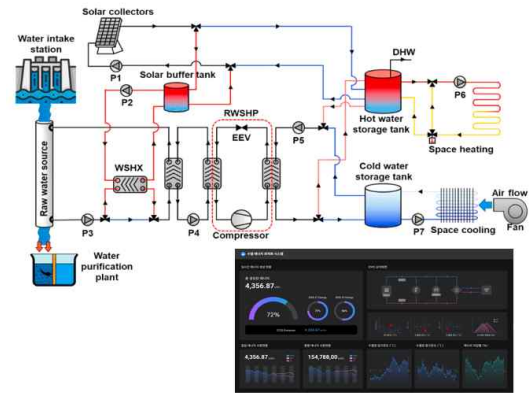 Solar collectors
Water intake
station
P1
P2
Solar buffer tank
DHW
P6
Hot water
storage tank
Space heating
RWSHP
EEV
P5
WSHX
Raw water source
P3
P4
Compressor
Cold water
storage tank
Air flow
Fan
P7
Space cooling
Water
purification
plant
4,356.87
72%
4,356.87
154,788.00